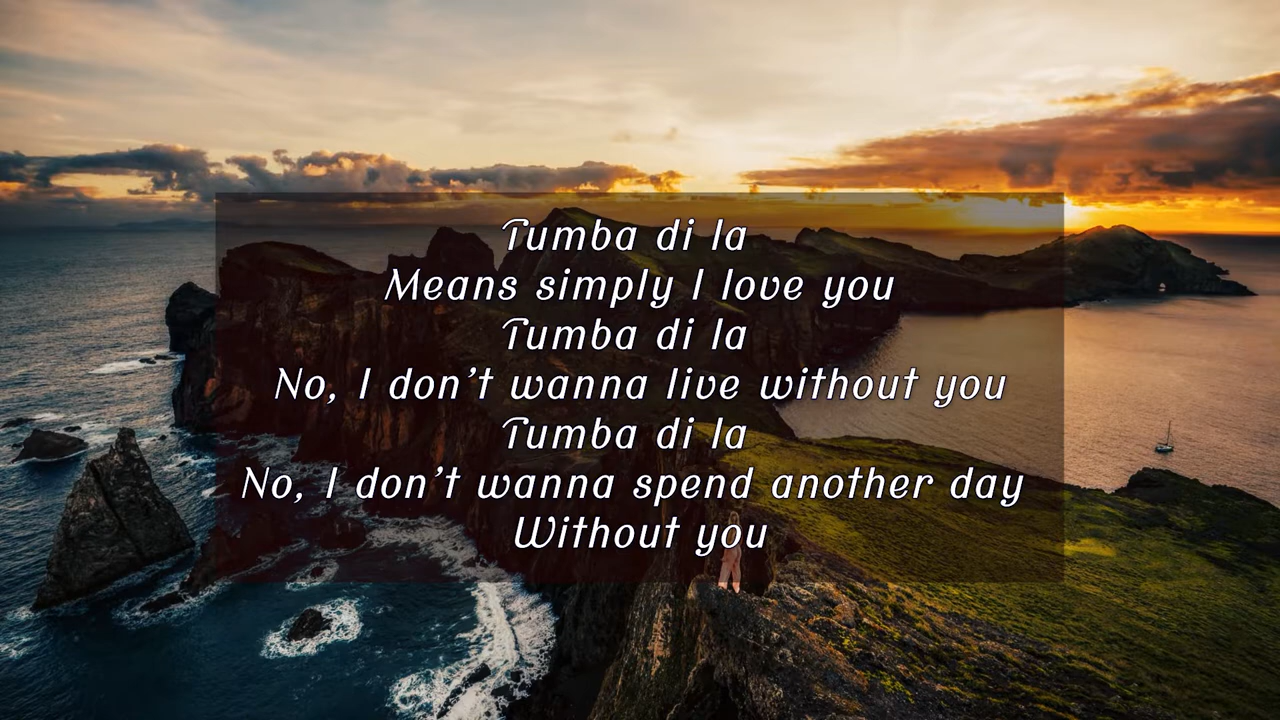 Tumba di la
Means simply I love you
Tumba di la
No, I don’t wanna live without you
Tumba di la
No, I don’t wanna spend another day
Without you